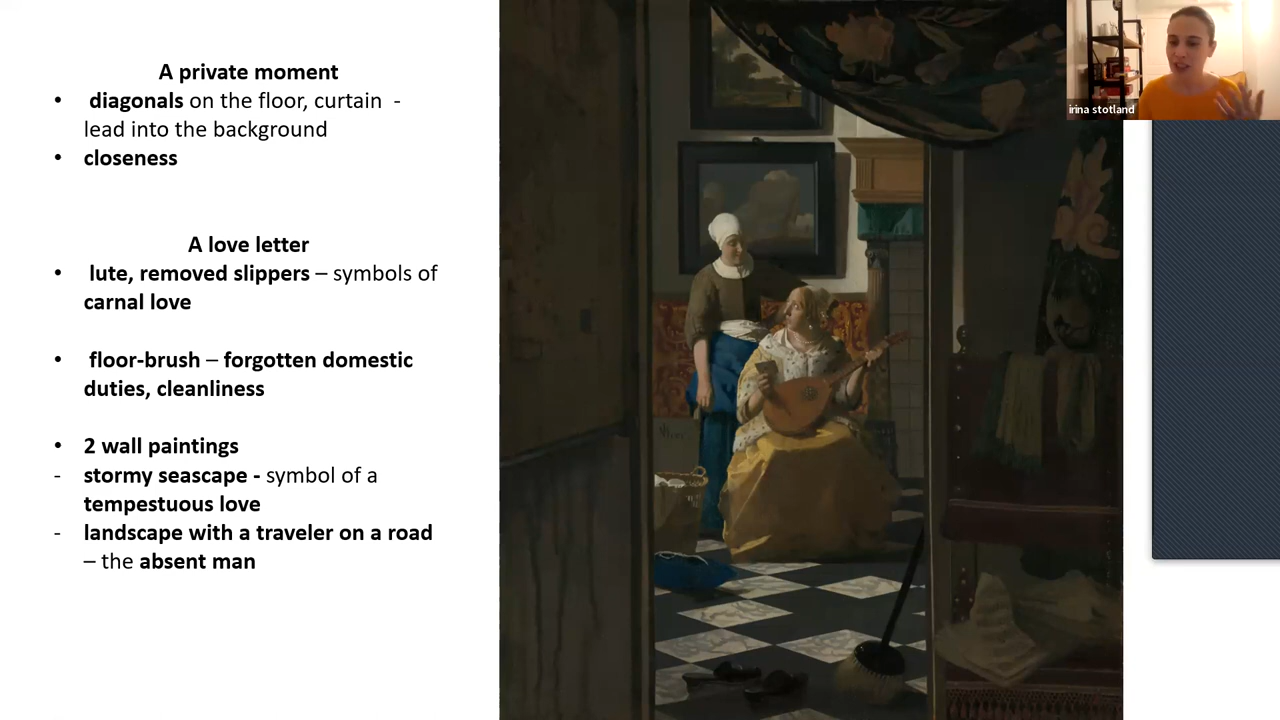 A private moment
• diagonals on the floor, curtain -
lead into the background
• closeness
A love letter
• lute, removed slippers – symbols of
carnal love
• floor-brush – forgotten domestic
duties, cleanliness
• 2 wall paintings
- stormy seascape - symbol of a
tempestuous love
- landscape with a traveler on a road
– the absent man
irina stotland